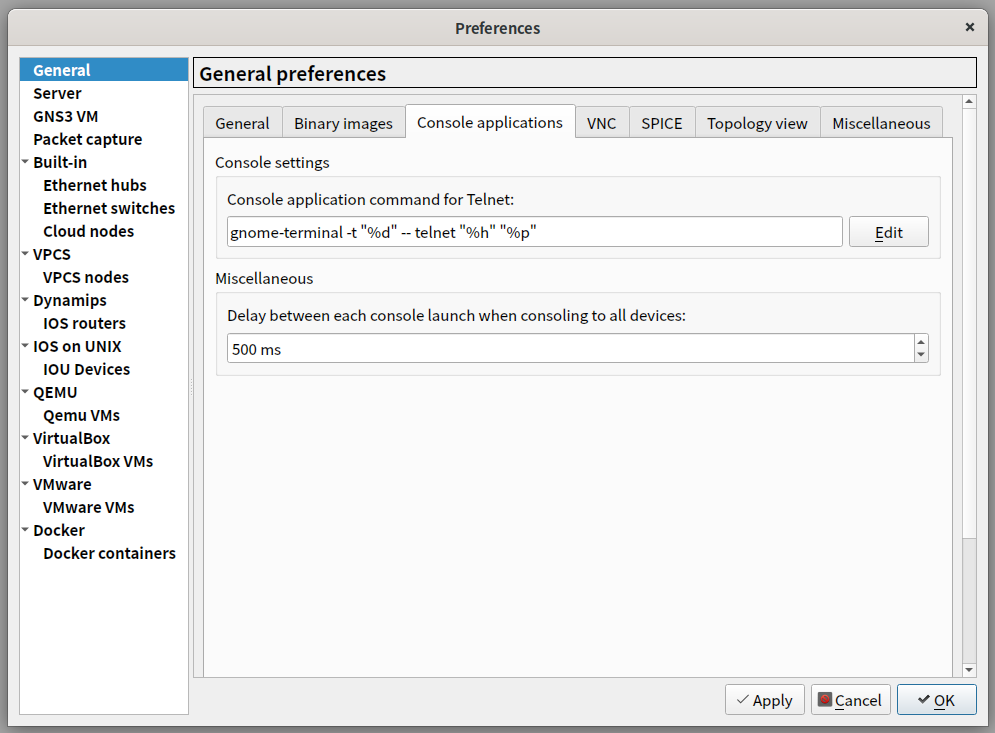 Preferences
General
Server
GNS3 VM
Packet capture
Built-in
Ethernet hubs
Ethernet switches
Cloud nodes
VPCS
VPCS nodes
Dynamips
IOS routers
IOS on UNIX
IOU Devices
QEMU
Qemu VMs
VirtualBox
VirtualBox VMs
VMware
VMware VMs
Docker
Docker containers
General preferences
General Binary images Console applications VNC SPICE Topology view Miscellaneous
Console settings
Console application command for Telnet:
gnome-terminal -t "%d" -- telnet "%h" "%p" Edit
Miscellaneous
Delay between each console launch when consoling to all devices:
500 ms
Apply Cancel OK